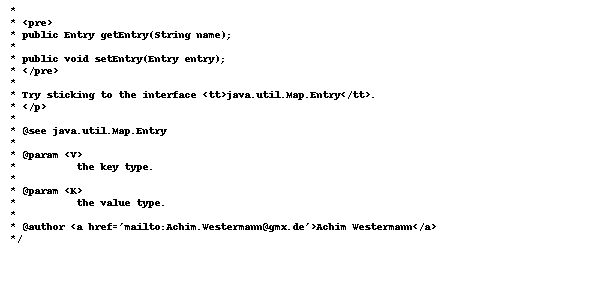 *
* <pre>
* public Entry getEntry(String name);
*
* public void setEntry(Entry entry);
* </pre>
*
* Try sticking to the interface <tt>java.util.Map.Entry</tt>.
* </p>
*
* @see java.util.Map.Entry
*
* @param <V>
*          the key type.
*
* @param <K>
*          the value type.
*
* @author <a href='mailto:Achim.Westermann@gmx.de'>Achim Westermann</a>
*/